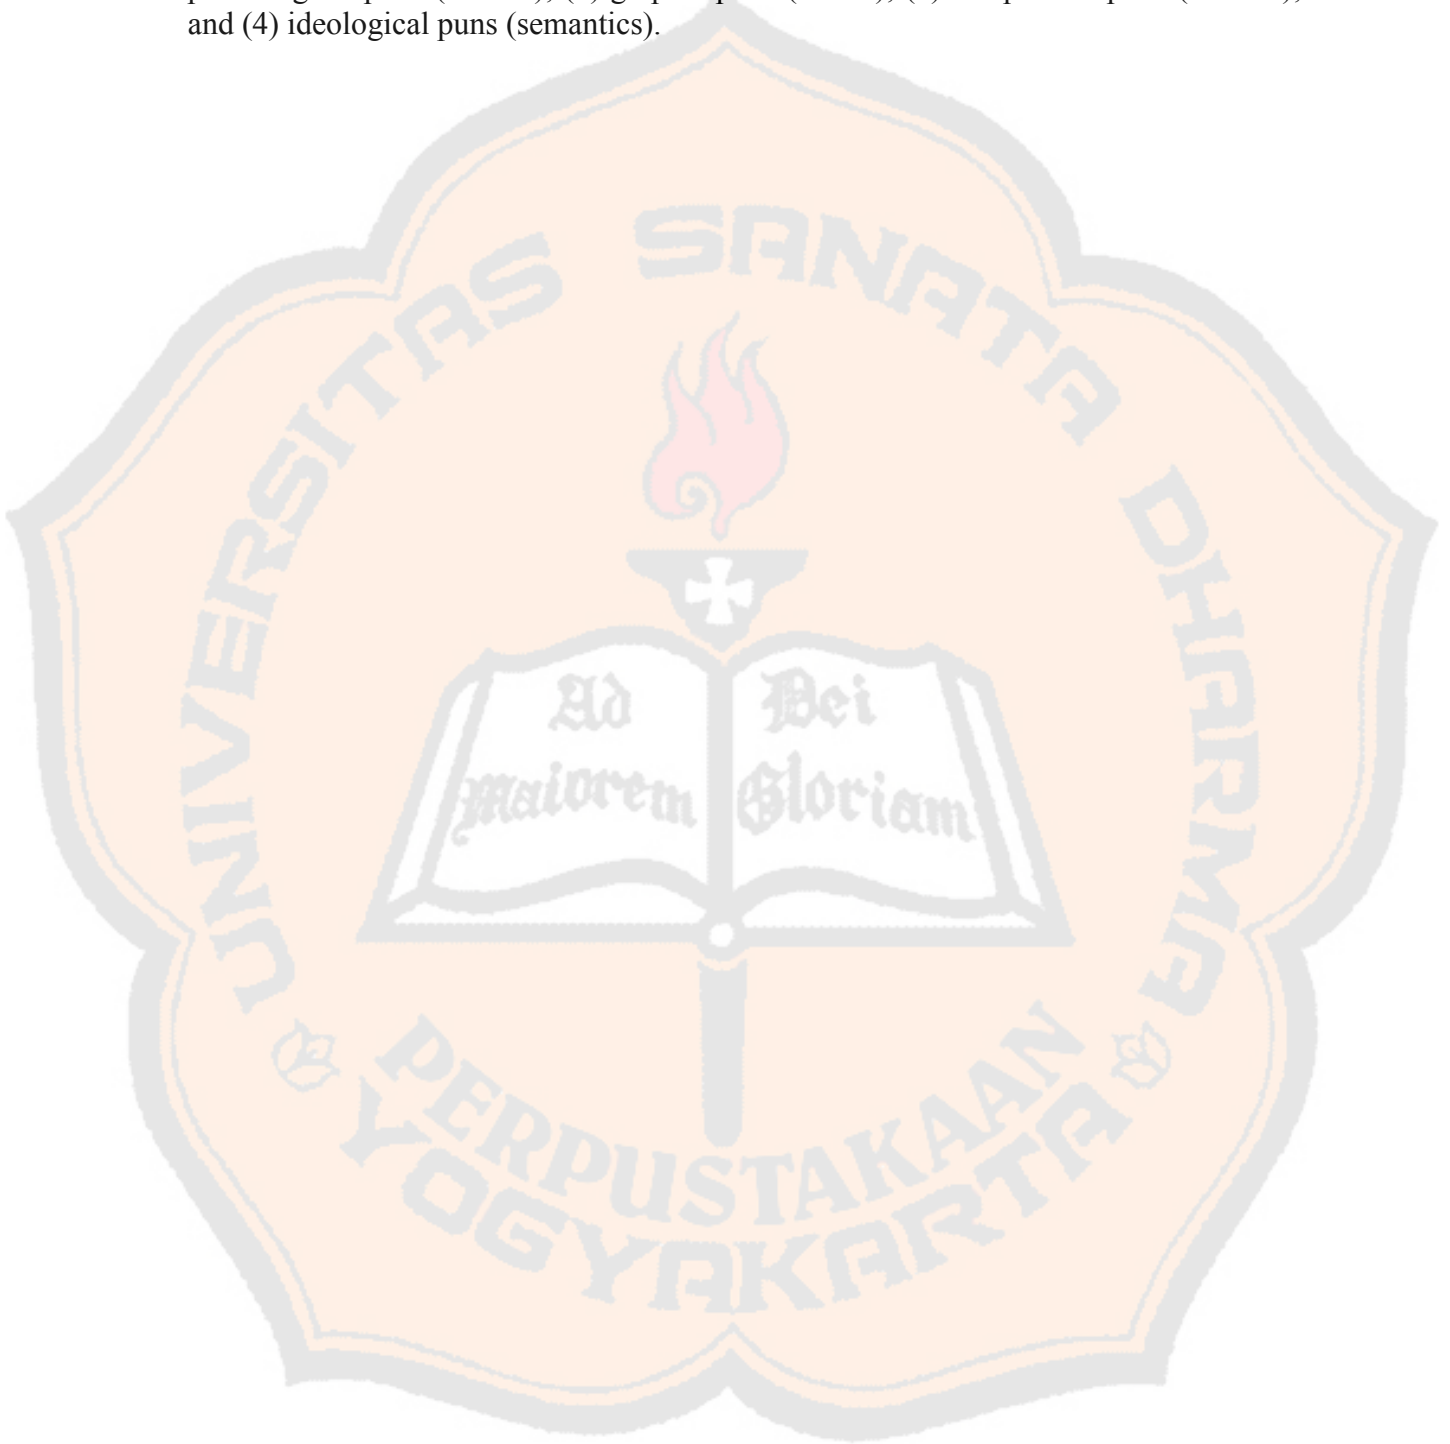 and (4) ideological puns (semantics).
UNIVERSITAS SANATA DHARMA
Ad Dei
Maiorem Gloriam
PERPUSTAKAAN
YOGYAKARTA